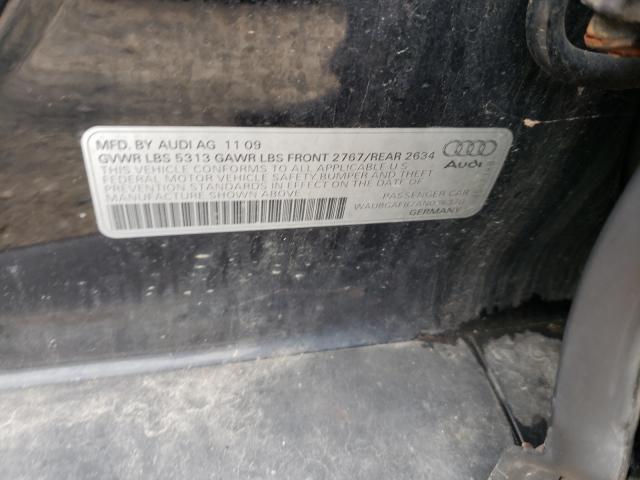 MFD. BY AUDI AG 11 09
GVWR LBS 5313 GAWR LBS FRONT 2767/REAR 2634
THIS VEHICLE CONFORMS TO ALL APPLICABLE U.S.
FEDERAL MOTOR VEHICLE SAFETY, BUMPER AND THEFT
PREVENTION STANDARDS IN EFFECT ON THE DATE OF
MANUFACTURE SHOWN ABOVE.
Audi
PASSENGER CAR
GERMANY